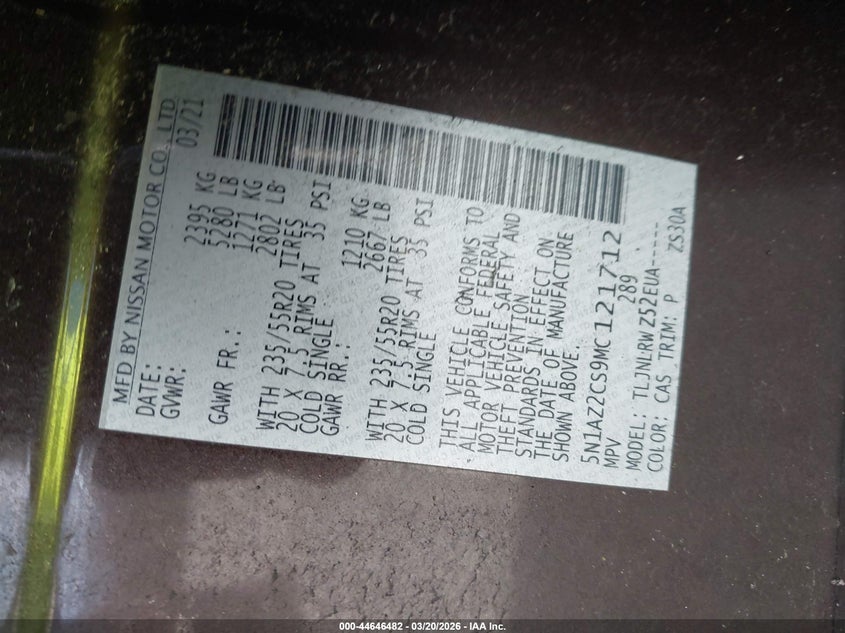 MFD BY NISSAN MOTOR CO., LTD
DATE: 03/21
GVWR: 2395 KG
5280 LB
GAWR FR.: 1271 KG
2802 LB
WITH 235/55R20 TIRES
20 X 7.5 RIMS AT 35 PSI
COLD SINGLE
GAWR RR.: 1210 KG
2667 LB
WITH 235/55R20 TIRES
20 X 7.5 RIMS AT 35 PSI
COLD SINGLE
THIS VEHICLE CONFORMS TO
ALL APPLICABLE FEDERAL
MOTOR VEHICLE SAFETY AND
THEFT PREVENTION
STANDARDS IN EFFECT ON
THE DATE OF MANUFACTURE
SHOWN ABOVE.
5N1AZ2CS9MC121712
MPV 289
MODEL: TLJNLRWZ52EUA-----
COLOR: CAS TRIM: P ZS30A
000-44646482 - 03/20/2026 - IAA Inc.